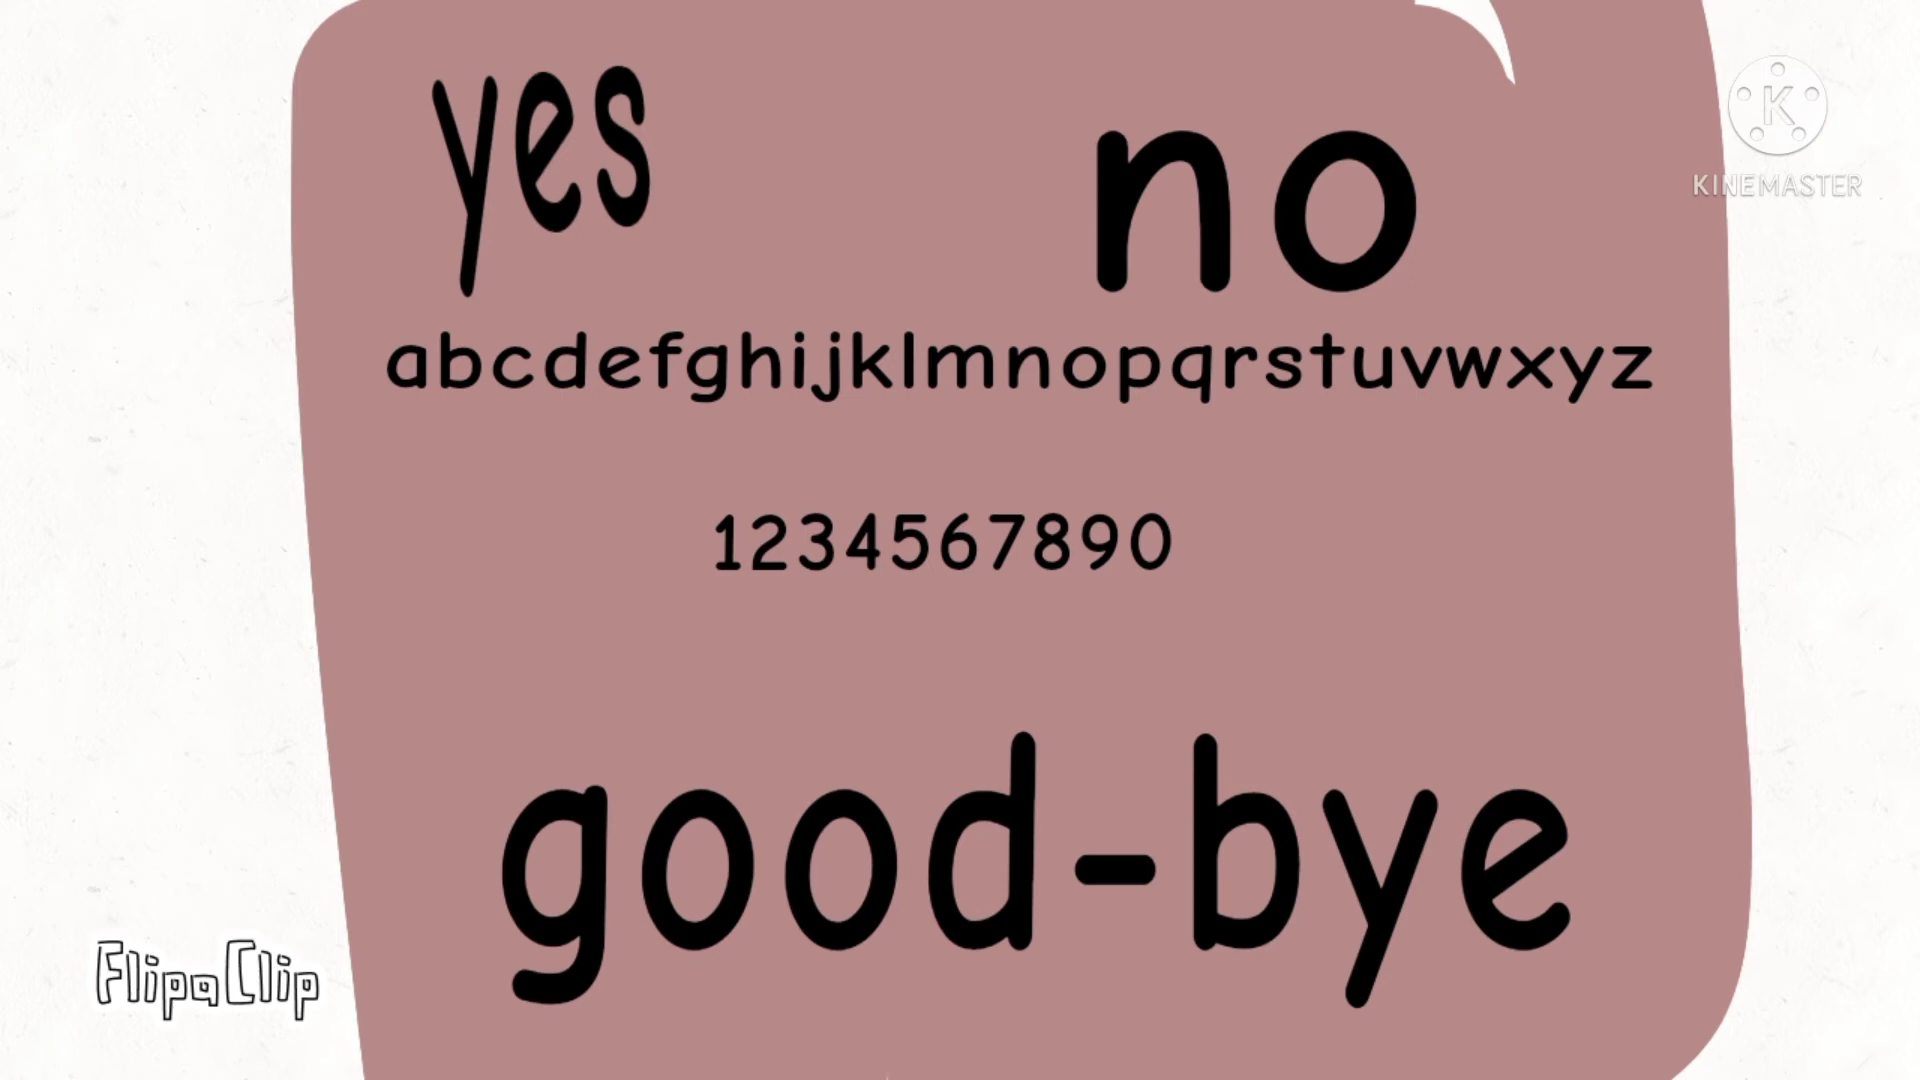 yes no
KINEMASTER
abcdefghijklmnopqrstuvwxyz
1234567890
good-bye
FlipaClip